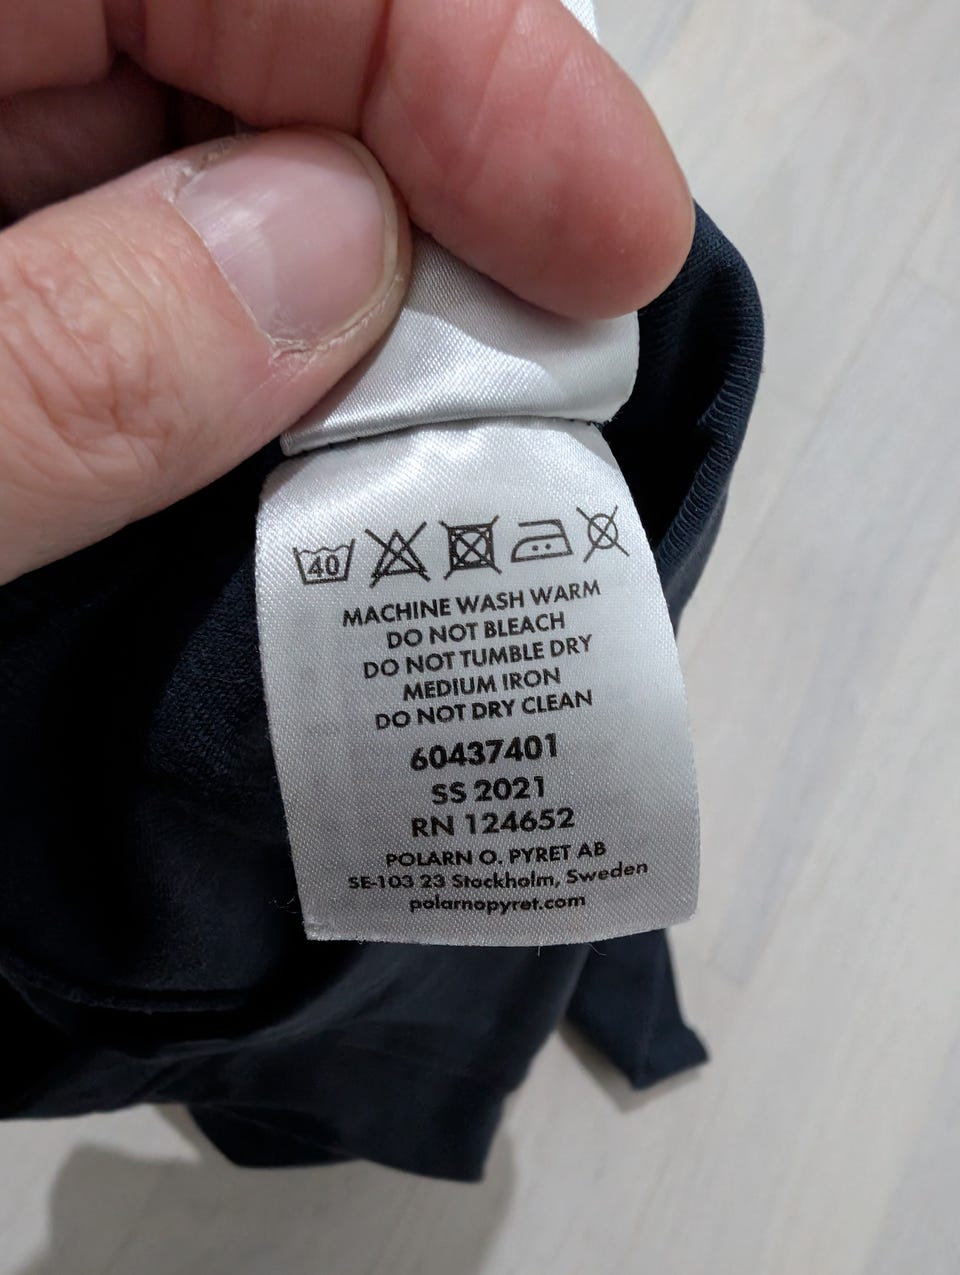 40
MACHINE WASH WARM
DO NOT BLEACH
DO NOT TUMBLE DRY
MEDIUM IRON
DO NOT DRY CLEAN
60437401
SS 2021
RN 124652
POLARN O. PYRET AB
SE-103 23 Stockholm, Sweden
polarnopyret.com